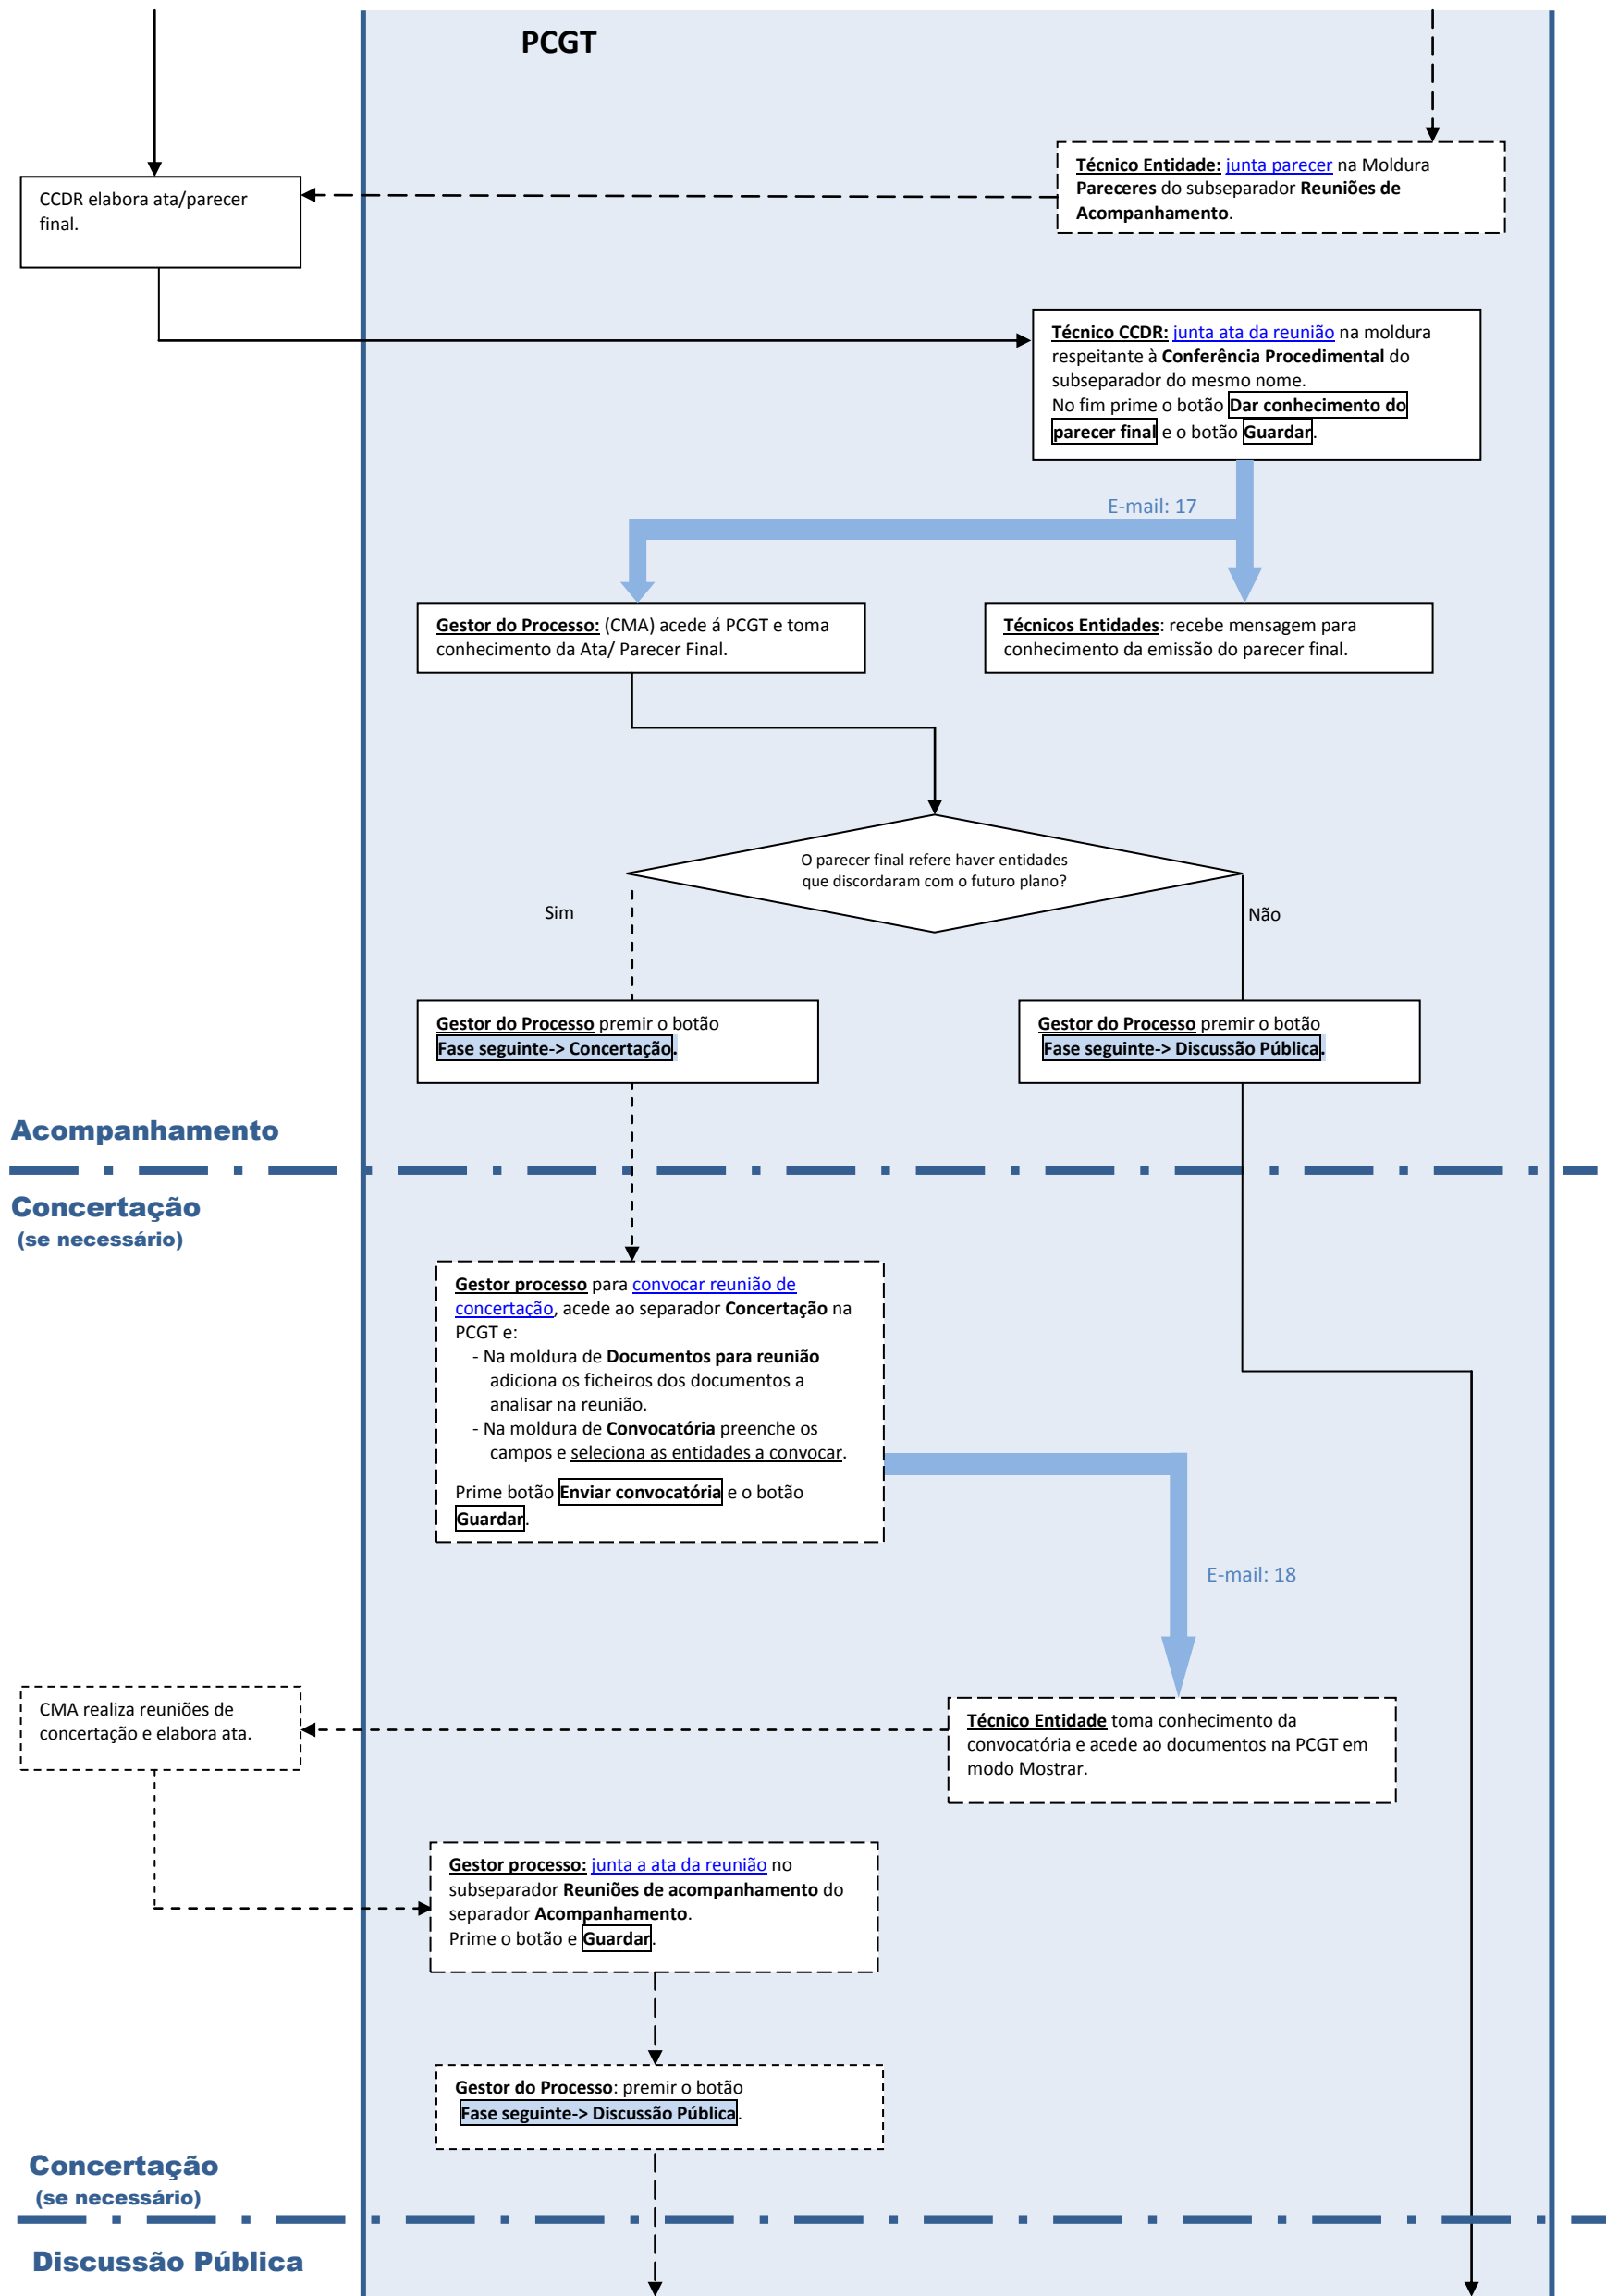 PCGT
Técnico Entidade: junta parecer na Moldura
Pareceres do subseparador Reuniões de
Acompanhamento.
CCDR elabora ata/parecer
final.
Técnico CCDR: junta ata da reunião na moldura
respeitante à Conferência Procedimental do
subseparador do mesmo nome.
No fim prime o botão Dar conhecimento do
parecer final e o botão Guardar.
E-mail: 17
Gestor do Processo: (CMA) acede á PCGT e toma
conhecimento da Ata/ Parecer Final.
Técnicos Entidades: recebe mensagem para
conhecimento da emissão do parecer final.
O parecer final refere haver entidades
que discordaram com o futuro plano?
Sim
Não
Gestor do Processo premir o botão
Fase seguinte-> Concertação.
Gestor do Processo premir o botão
Fase seguinte-> Discussão Pública.
Acompanhamento
Concertação
(se necessário)
Gestor processo para convocar reunião de
concertação, acede ao separador Concertação na
PCGT e:
- Na moldura de Documentos para reunião
adiciona os ficheiros dos documentos a
analisar na reunião.
- Na moldura de Convocatória preenche os
campos e seleciona as entidades a convocar.
Prime botão Enviar convocatória e o botão
Guardar.
E-mail: 18
CMA realiza reuniões de
concertação e elabora ata.
Técnico Entidade toma conhecimento da
convocatória e acede ao documentos na PCGT em
modo Mostrar.
Gestor processo: junta a ata da reunião no
subseparador Reuniões de acompanhamento do
separador Acompanhamento.
Prime o botão e Guardar.
Gestor do Processo: premir o botão
Fase seguinte-> Discussão Pública.
Concertação
(se necessário)
Discussão Pública